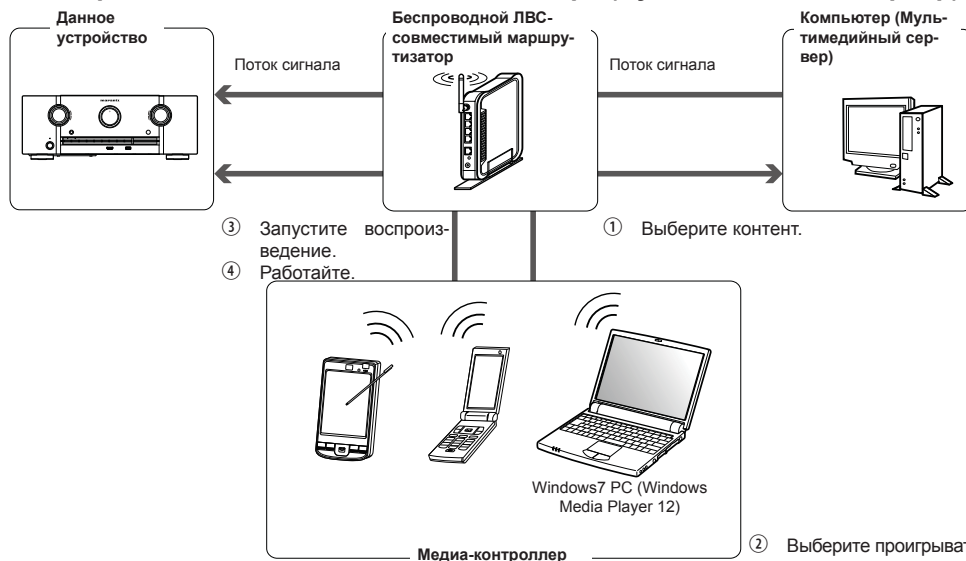 Данное
устройство
Беспроводной ЛВС-
совместимый маршру-
тизатор
Компьютер (Муль-
тимедийный сер-
вер)
Поток сигнала
Поток сигнала
marantz
③ Запустите воспроиз-
ведение.
④ Работайте.
① Выберите контент.
Windows7 PC (Windows
Media Player 12)
Медиа-контроллер
② Выберите проигрыват